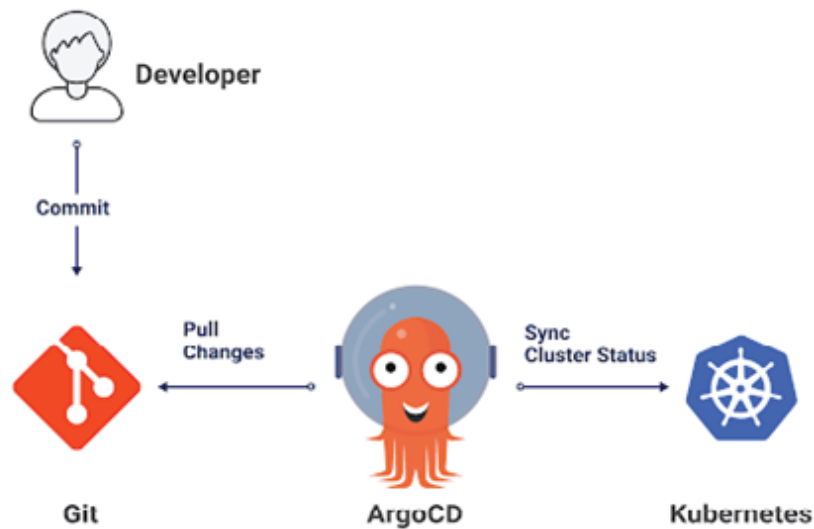 Developer
Commit
Pull
Changes
Sync
Cluster Status
Git
ArgoCD
Kubernetes